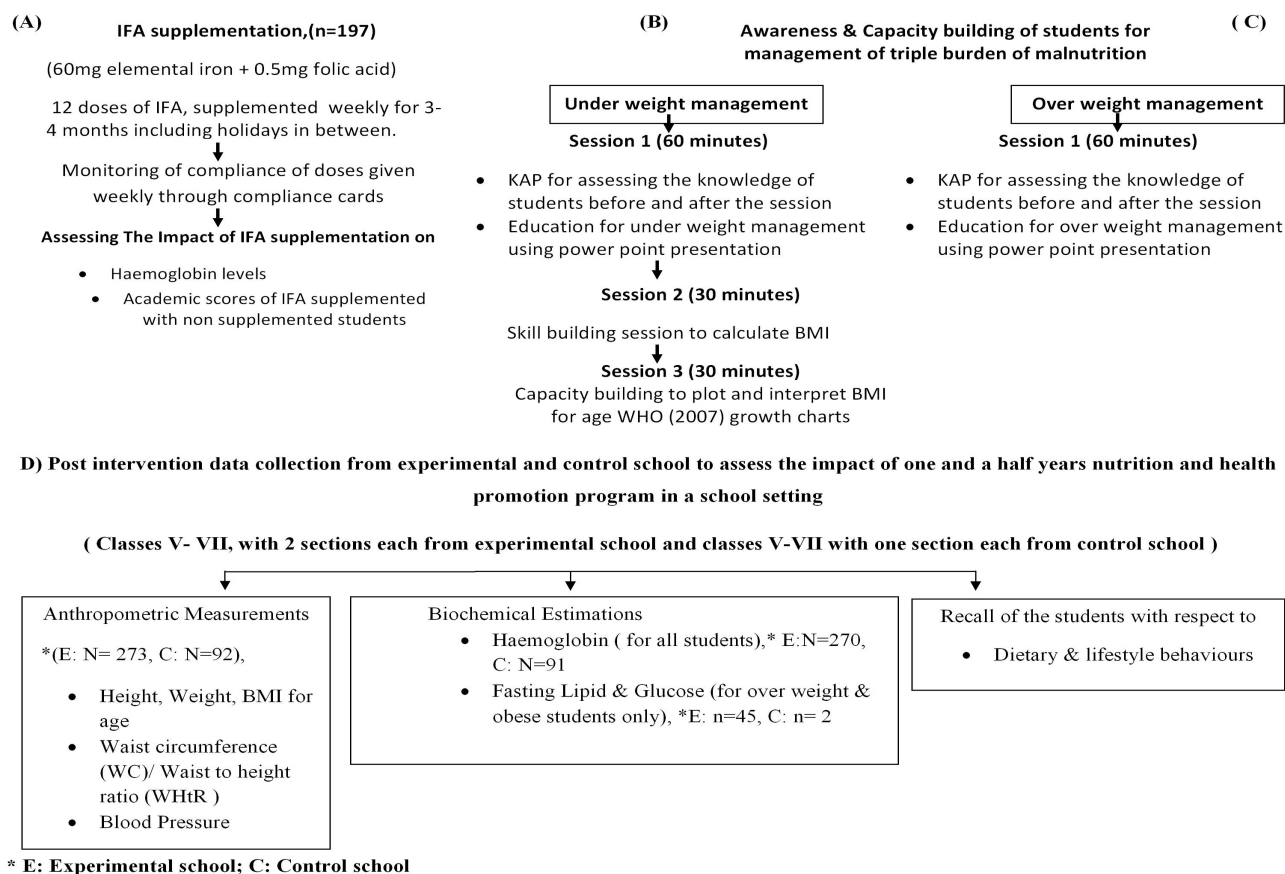 (A)
IFA supplementation,(n=197)
(60mg elemental iron + 0.5mg folic acid)
12 doses of IFA, supplemented weekly for 3-
4 months including holidays in between.
Monitoring of compliance of doses given
weekly through compliance cards
Assessing The Impact of IFA supplementation on
• Haemoglobin levels
• Academic scores of IFA supplemented
with non supplemented students
(B)
( C)
Awareness & Capacity building of students for
management of triple burden of malnutrition
Under weight management
Session 1 (60 minutes)
• KAP for assessing the knowledge of
students before and after the session
• Education for under weight management
using power point presentation
Session 2 (30 minutes)
Skill building session to calculate BMI
Session 3 (30 minutes)
Capacity building to plot and interpret BMI
for age WHO (2007) growth charts
Over weight management
Session 1 (60 minutes)
• KAP for assessing the knowledge of
students before and after the session
• Education for over weight management
using power point presentation
D) Post intervention data collection from experimental and control school to assess the impact of one and a half years nutrition and health
promotion program in a school setting
( Classes V- VII, with 2 sections each from experimental school and classes V-VII with one section each from control school )
Anthropometric Measurements
*(E: N= 273, C: N=92),
• Height, Weight, BMI for
age
• Waist circumference
(WC)/ Waist to height
ratio (WHtR )
• Blood Pressure
Biochemical Estimations
• Haemoglobin ( for all students),* E:N=270,
C: N=91
• Fasting Lipid & Glucose (for over weight &
obese students only), *E: n=45, C: n= 2
Recall of the students with respect to
• Dietary & lifestyle behaviours
* E: Experimental school; C: Control school